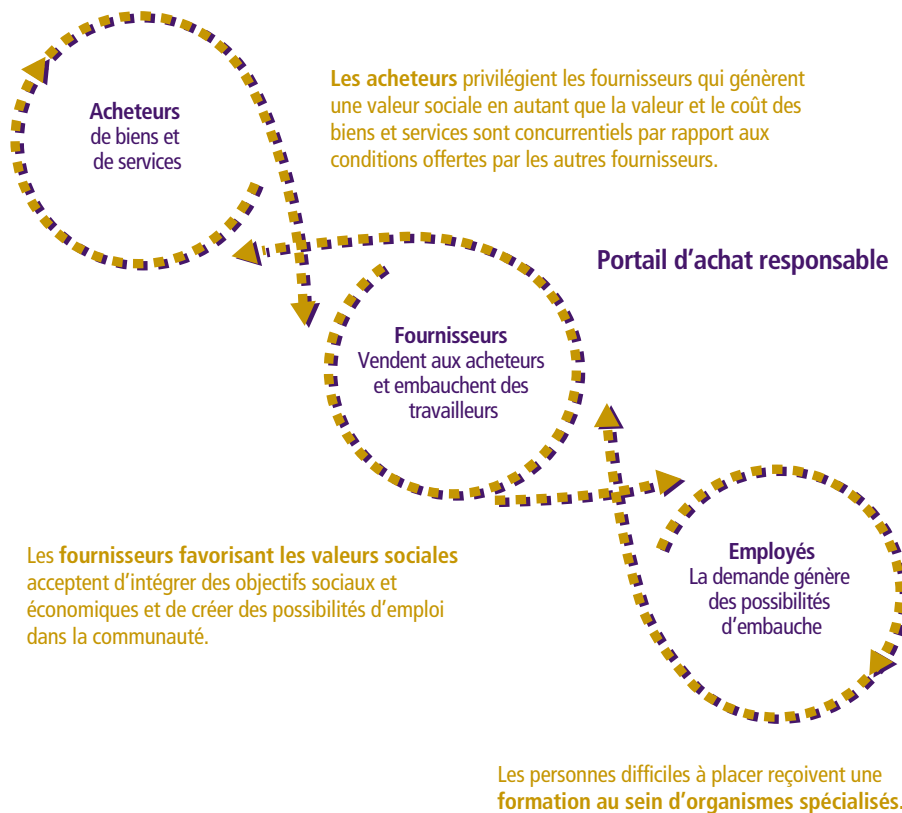 Acheteurs
de biens et
de services
Les acheteurs privilégient les fournisseurs qui génèrent
une valeur sociale en autant que la valeur et le coût des
biens et services sont concurrentiels par rapport aux
conditions offertes par les autres fournisseurs.
Portail d’achat responsable
Fournisseurs
Vendent aux acheteurs
et embauchent des
travailleurs
Les fournisseurs favorisant les valeurs sociales
acceptent d’intégrer des objectifs sociaux et
économiques et de créer des possibilités d’emploi
dans la communauté.
Employés
La demande génère
des possibilités
d’embauche
Les personnes difficiles à placer reçoivent une
formation au sein d’organismes spécialisés.